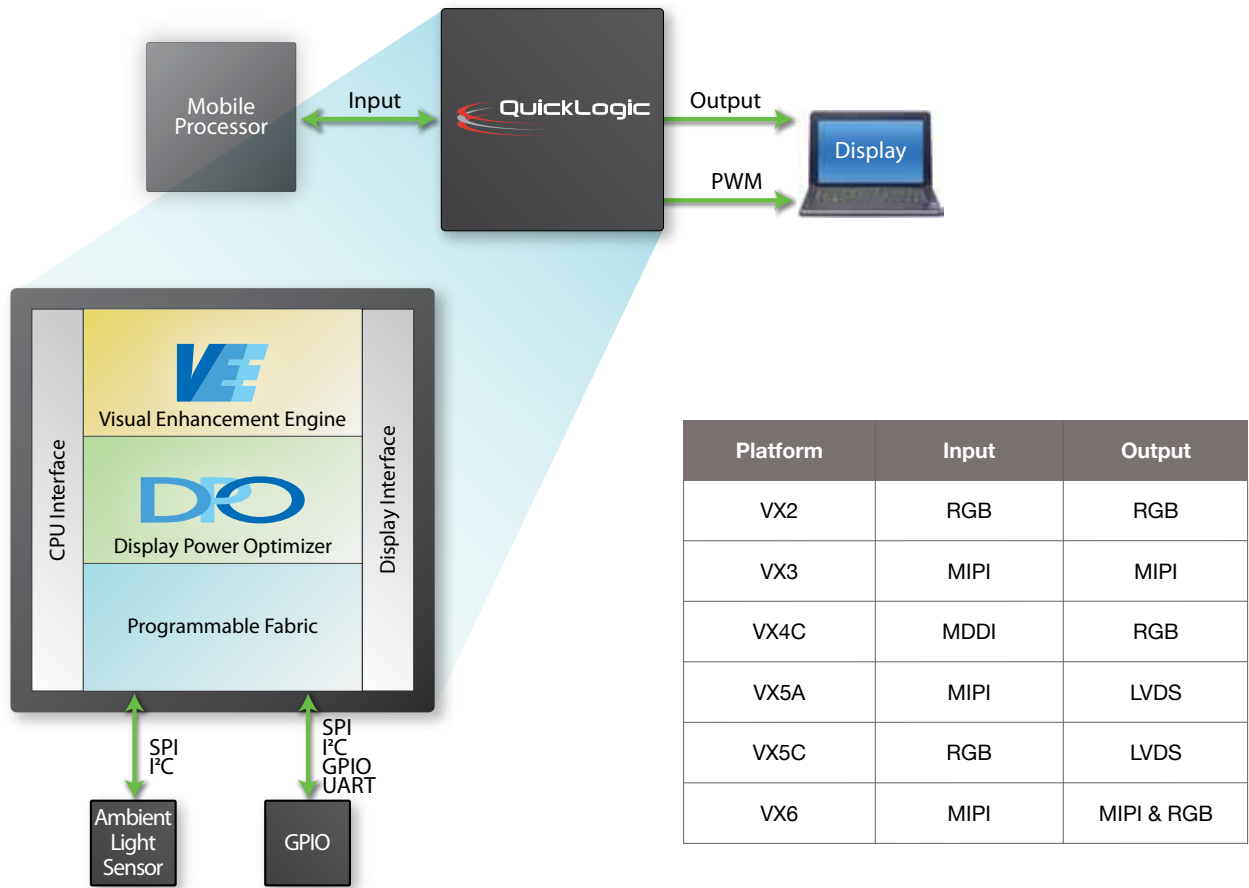 Mobile
Processor
Input
QuickLogic
Output
PWM
Display
CPU Interface
VEE
Visual Enhancement Engine
DPO
Display Power Optimizer
Programmable Fabric
Display Interface
SPI
I²C
SPI
I²C
GPIO
UART
Ambient
Light
Sensor
GPIO
Platform Input Output
VX2 RGB RGB
VX3 MIPI MIPI
VX4C MDDI RGB
VX5A MIPI LVDS
VX5C RGB LVDS
VX6 MIPI MIPI & RGB